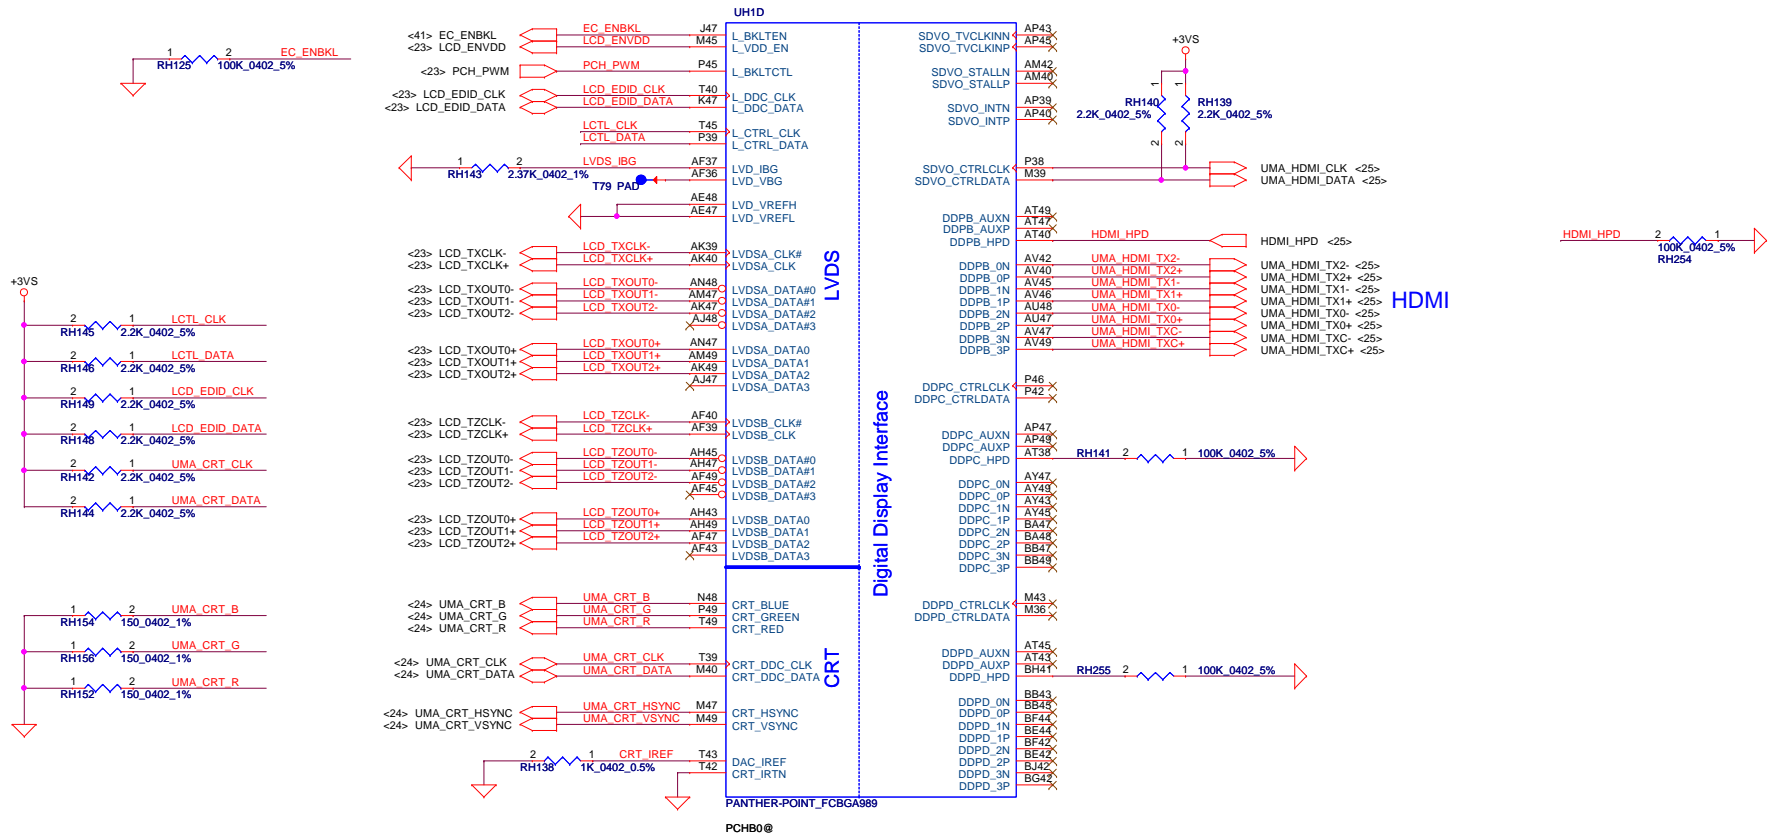 UH1D
1 2 EC_ENBKL
RH125 100K_0402_5%
+3VS
2 1 LCTL_CLK
RH145 2.2K_0402_5%
2 1 LCTL_DATA
RH146 2.2K_0402_5%
2 1 LCD_EDID_CLK
RH149 2.2K_0402_5%
2 1 LCD_EDID_DATA
RH148 2.2K_0402_5%
2 1 UMA_CRT_CLK
RH142 2.2K_0402_5%
2 1 UMA_CRT_DATA
RH144 2.2K_0402_5%
1 2 UMA_CRT_B
RH154 150_0402_1%
1 2 UMA_CRT_G
RH156 150_0402_1%
1 2 UMA_CRT_R
RH152 150_0402_1%
<41> EC_ENBKL EC_ENBKL J47 L_BKLTEN
<23> LCD_ENVDD LCD_ENVDD M45 L_VDD_EN
<23> PCH_PWM PCH_PWM P45 L_BKLTCTL
<23> LCD_EDID_CLK LCD_EDID_CLK T40 L_DDC_CLK
<23> LCD_EDID_DATA LCD_EDID_DATA K47 L_DDC_DATA
LCTL_CLK T45 L_CTRL_CLK
LCTL_DATA P39 L_CTRL_DATA
1 2 LVDS_IBG AF37 LVD_IBG
RH143 2.37K_0402_1%
T79 PAD AF36 LVD_VBG
AE48 LVD_VREFH
AE47 LVD_VREFL
<23> LCD_TXCLK- LCD_TXCLK- AK39 LVDSA_CLK#
<23> LCD_TXCLK+ LCD_TXCLK+ AK40 LVDSA_CLK
<23> LCD_TXOUT0- LCD_TXOUT0- AN48 LVDSA_DATA#0
<23> LCD_TXOUT1- LCD_TXOUT1- AM47 LVDSA_DATA#1
<23> LCD_TXOUT2- LCD_TXOUT2- AK47 LVDSA_DATA#2
AJ48 LVDSA_DATA#3
<23> LCD_TXOUT0+ LCD_TXOUT0+ AN47 LVDSA_DATA0
<23> LCD_TXOUT1+ LCD_TXOUT1+ AM49 LVDSA_DATA1
<23> LCD_TXOUT2+ LCD_TXOUT2+ AK49 LVDSA_DATA2
AJ47 LVDSA_DATA3
<23> LCD_TZCLK- LCD_TZCLK- AF40 LVDSB_CLK#
<23> LCD_TZCLK+ LCD_TZCLK+ AF39 LVDSB_CLK
<23> LCD_TZOUT0- LCD_TZOUT0- AH45 LVDSB_DATA#0
<23> LCD_TZOUT1- LCD_TZOUT1- AH47 LVDSB_DATA#1
<23> LCD_TZOUT2- LCD_TZOUT2- AF49 LVDSB_DATA#2
AF45 LVDSB_DATA#3
<23> LCD_TZOUT0+ LCD_TZOUT0+ AH43 LVDSB_DATA0
<23> LCD_TZOUT1+ LCD_TZOUT1+ AH49 LVDSB_DATA1
<23> LCD_TZOUT2+ LCD_TZOUT2+ AF47 LVDSB_DATA2
AF43 LVDSB_DATA3
<24> UMA_CRT_B UMA_CRT_B N48 CRT_BLUE
<24> UMA_CRT_G UMA_CRT_G P49 CRT_GREEN
<24> UMA_CRT_R UMA_CRT_R T49 CRT_RED
<24> UMA_CRT_CLK UMA_CRT_CLK T39 CRT_DDC_CLK
<24> UMA_CRT_DATA UMA_CRT_DATA M40 CRT_DDC_DATA
<24> UMA_CRT_HSYNC UMA_CRT_HSYNC M47 CRT_HSYNC
<24> UMA_CRT_VSYNC UMA_CRT_VSYNC M49 CRT_VSYNC
2 1 CRT_IREF T43 DAC_IREF
RH138 1K_0402_0.5%
T42 CRT_IRTN
LVDS
CRT
Digital Display Interface
SDVO_TVCLKINN AP43
SDVO_TVCLKINP AP45
SDVO_STALLN AM42
SDVO_STALLP AM40
SDVO_INTN AP39
SDVO_INTP AP40
+3VS
1 1
RH140 RH139
2.2K_0402_5% 2.2K_0402_5%
2 2
SDVO_CTRLCLK P38 UMA_HDMI_CLK <25>
SDVO_CTRLDATA M39 UMA_HDMI_DATA <25>
DDPB_AUXN AT49
DDPB_AUXP AT47
DDPB_HPD AT40 HDMI_HPD HDMI_HPD <25>
DDPB_0N AV42 UMA_HDMI_TX2- UMA_HDMI_TX2- <25>
DDPB_0P AV40 UMA_HDMI_TX2+ UMA_HDMI_TX2+ <25>
DDPB_1N AV45 UMA_HDMI_TX1- UMA_HDMI_TX1- <25>
DDPB_1P AV46 UMA_HDMI_TX1+ UMA_HDMI_TX1+ <25>
DDPB_2N AU48 UMA_HDMI_TX0- UMA_HDMI_TX0- <25>
DDPB_2P AU47 UMA_HDMI_TX0+ UMA_HDMI_TX0+ <25>
DDPB_3N AV47 UMA_HDMI_TXC- UMA_HDMI_TXC- <25>
DDPB_3P AV49 UMA_HDMI_TXC+ UMA_HDMI_TXC+ <25>
HDMI
HDMI_HPD 2 1
100K_0402_5%
RH254
DDPC_CTRLCLK P46
DDPC_CTRLDATA P42
DDPC_AUXN AP47
DDPC_AUXP AP49
DDPC_HPD AT38 RH141 2 1 100K_0402_5%
DDPC_0N AY47
DDPC_0P AY49
DDPC_1N AY43
DDPC_1P AY45
DDPC_2N BA47
DDPC_2P BA48
DDPC_3N BB47
DDPC_3P BB49
DDPD_CTRLCLK M43
DDPD_CTRLDATA M36
DDPD_AUXN AT45
DDPD_AUXP AT43
DDPD_HPD BH41 RH255 2 1 100K_0402_5%
DDPD_0N BB43
DDPD_0P BB45
DDPD_1N BF44
DDPD_1P BE44
DDPD_2N BF42
DDPD_2P BE42
DDPD_3N BJ42
DDPD_3P BG42
PANTHER-POINT_FCBGA989
PCHB0@